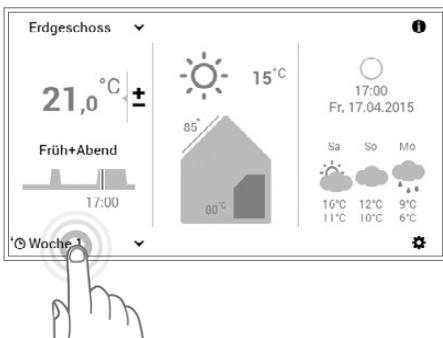 Erdgeschoss
21,0 °C ±
Früh+Abend
17:00
Woche 1
15°C
85°
00°C
17:00
Fr, 17.04.2015
Sa So Mo
16°C 12°C 9°C
11°C 10°C 6°C